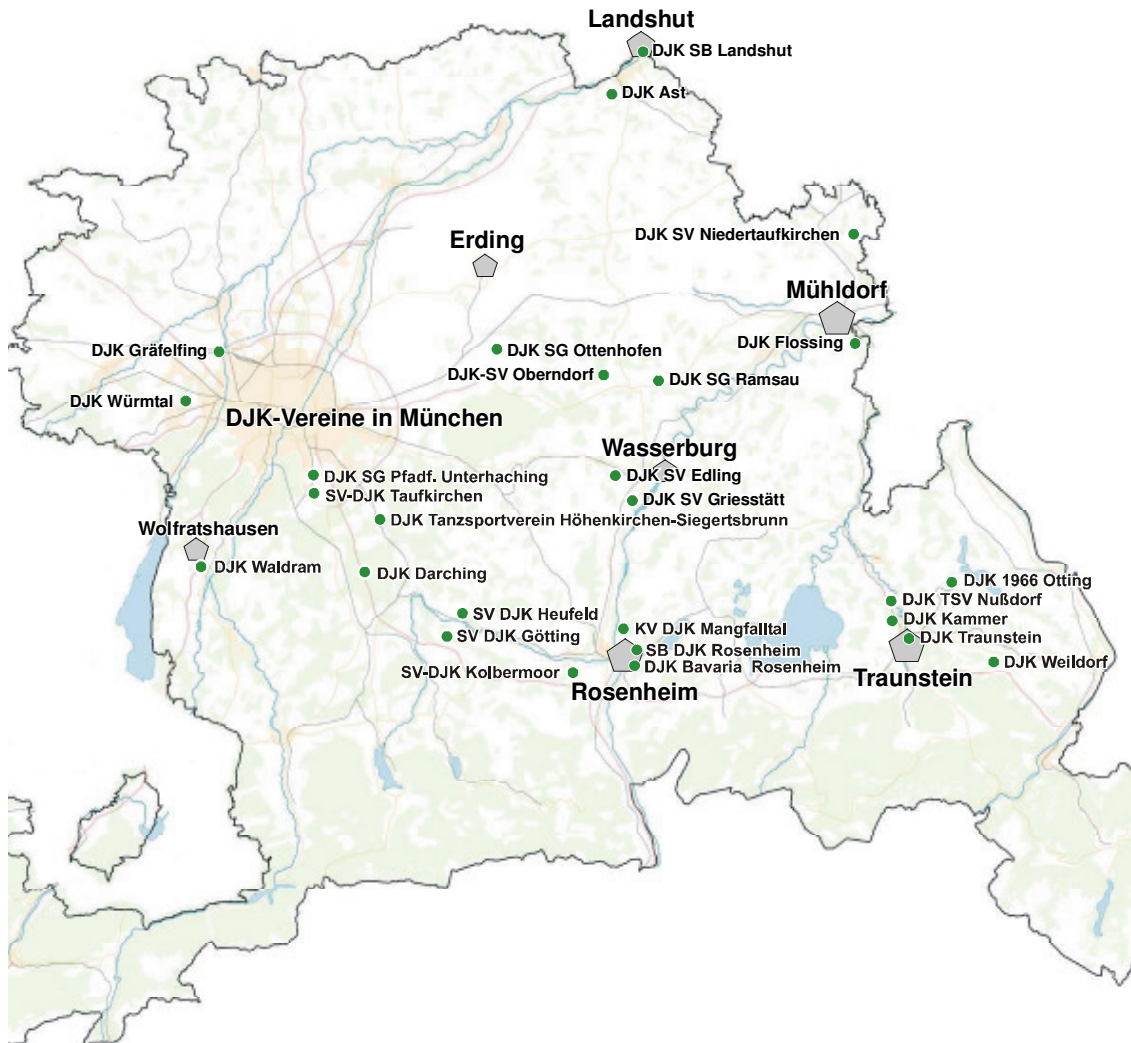 Landshut
DJK SB Landshut
DJK Ast
DJK SV Niedertaufkirchen
Erding
Mühldorf
DJK Flossing
DJK Gräfelfing
DJK SG Ottenhofen
DJK-SV Oberndorf
DJK SG Ramsau
DJK Würmtal
DJK-Vereine in München
Wasserburg
DJK SG Pfadf. Unterhaching
DJK SV Edling
SV-DJK Taufkirchen
DJK SV Griesstätt
DJK Tanzsportverein Höhenkirchen-Siegertsbrunn
Wolfratshausen
DJK Waldram
DJK Darching
DJK 1966 Otting
DJK TSV Nußdorf
SV DJK Heufeld
DJK Kammer
KV DJK Mangfalltal
SV DJK Götting
DJK Traunstein
SB DJK Rosenheim
DJK Weildorf
DJK Bavaria Rosenheim
SV-DJK Kolbermoor
Traunstein
Rosenheim